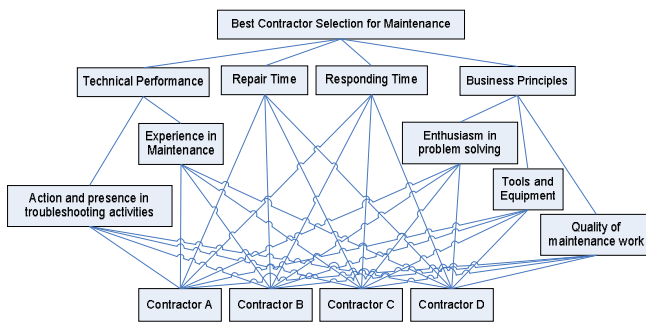 Best Contractor Selection for Maintenance
Technical Performance
Repair Time
Responding Time
Business Principles
Experience in
Maintenance
Enthusiasm in
problem solving
Tools and
Equipment
Action and presence in
troubleshooting activities
Quality of
maintenance work
Contractor A
Contractor B
Contractor C
Contractor D